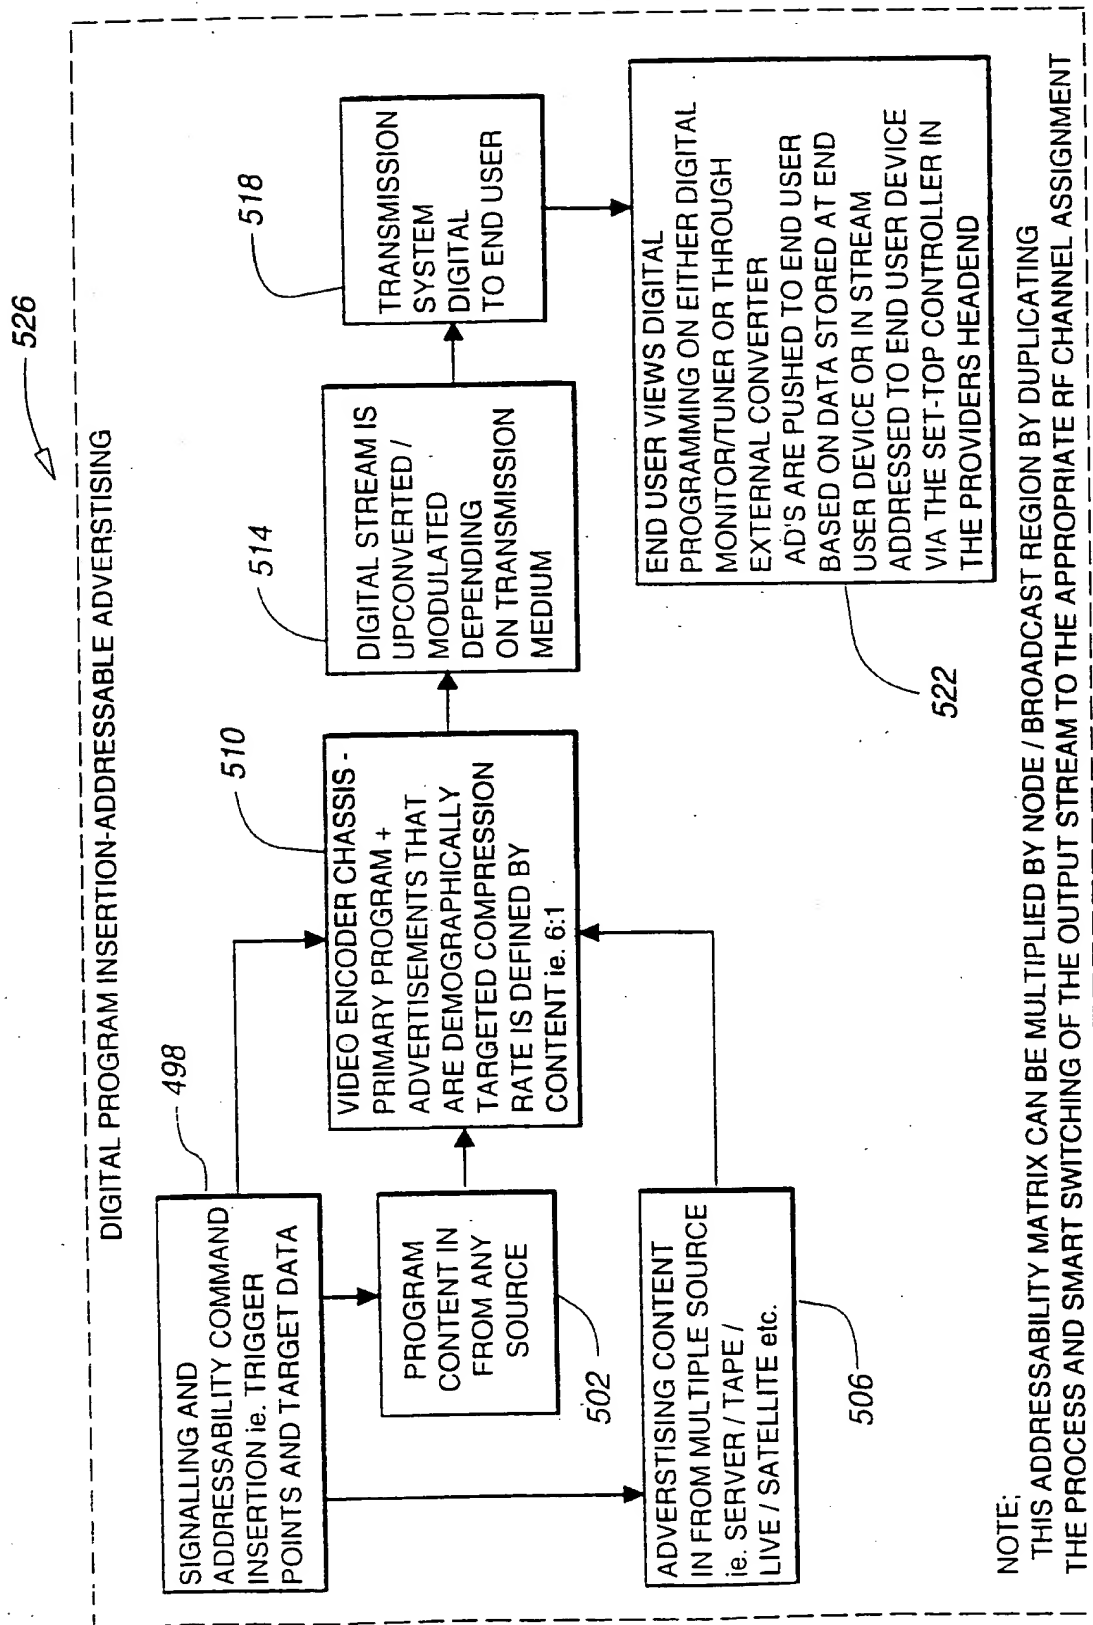 526
DIGITAL PROGRAM INSERTION-ADDRESSABLE ADVERSTISING
498
SIGNALLING AND
ADDRESSABILITY COMMAND
INSERTION ie. TRIGGER
POINTS AND TARGET DATA
PROGRAM
CONTENT IN
FROM ANY
SOURCE
502
ADVERSTISING CONTENT
IN FROM MULTIPLE SOURCE
ie. SERVER / TAPE /
LIVE / SATELLITE etc.
506
510
VIDEO ENCODER CHASSIS -
PRIMARY PROGRAM +
ADVERTISEMENTS THAT
ARE DEMOGRAPHICALLY
TARGETED COMPRESSION
RATE IS DEFINED BY
CONTENT ie. 6:1
514
DIGITAL STREAM IS
UPCONVERTED /
MODULATED
DEPENDING
ON TRANSMISSION
MEDIUM
518
TRANSMISSION
SYSTEM
DIGITAL
TO END USER
END USER VIEWS DIGITAL
PROGRAMMING ON EITHER DIGITAL
MONITOR/TUNER OR THROUGH
EXTERNAL CONVERTER
AD'S ARE PUSHED TO END USER
BASED ON DATA STORED AT END
USER DEVICE OR IN STREAM
ADDRESSED TO END USER DEVICE
VIA THE SET-TOP CONTROLLER IN
THE PROVIDERS HEADEND
522
NOTE;
THIS ADDRESSABILITY MATRIX CAN BE MULTIPLIED BY NODE / BROADCAST REGION BY DUPLICATING
THE PROCESS AND SMART SWITCHING OF THE OUTPUT STREAM TO THE APPROPRIATE RF CHANNEL ASSIGNMENT